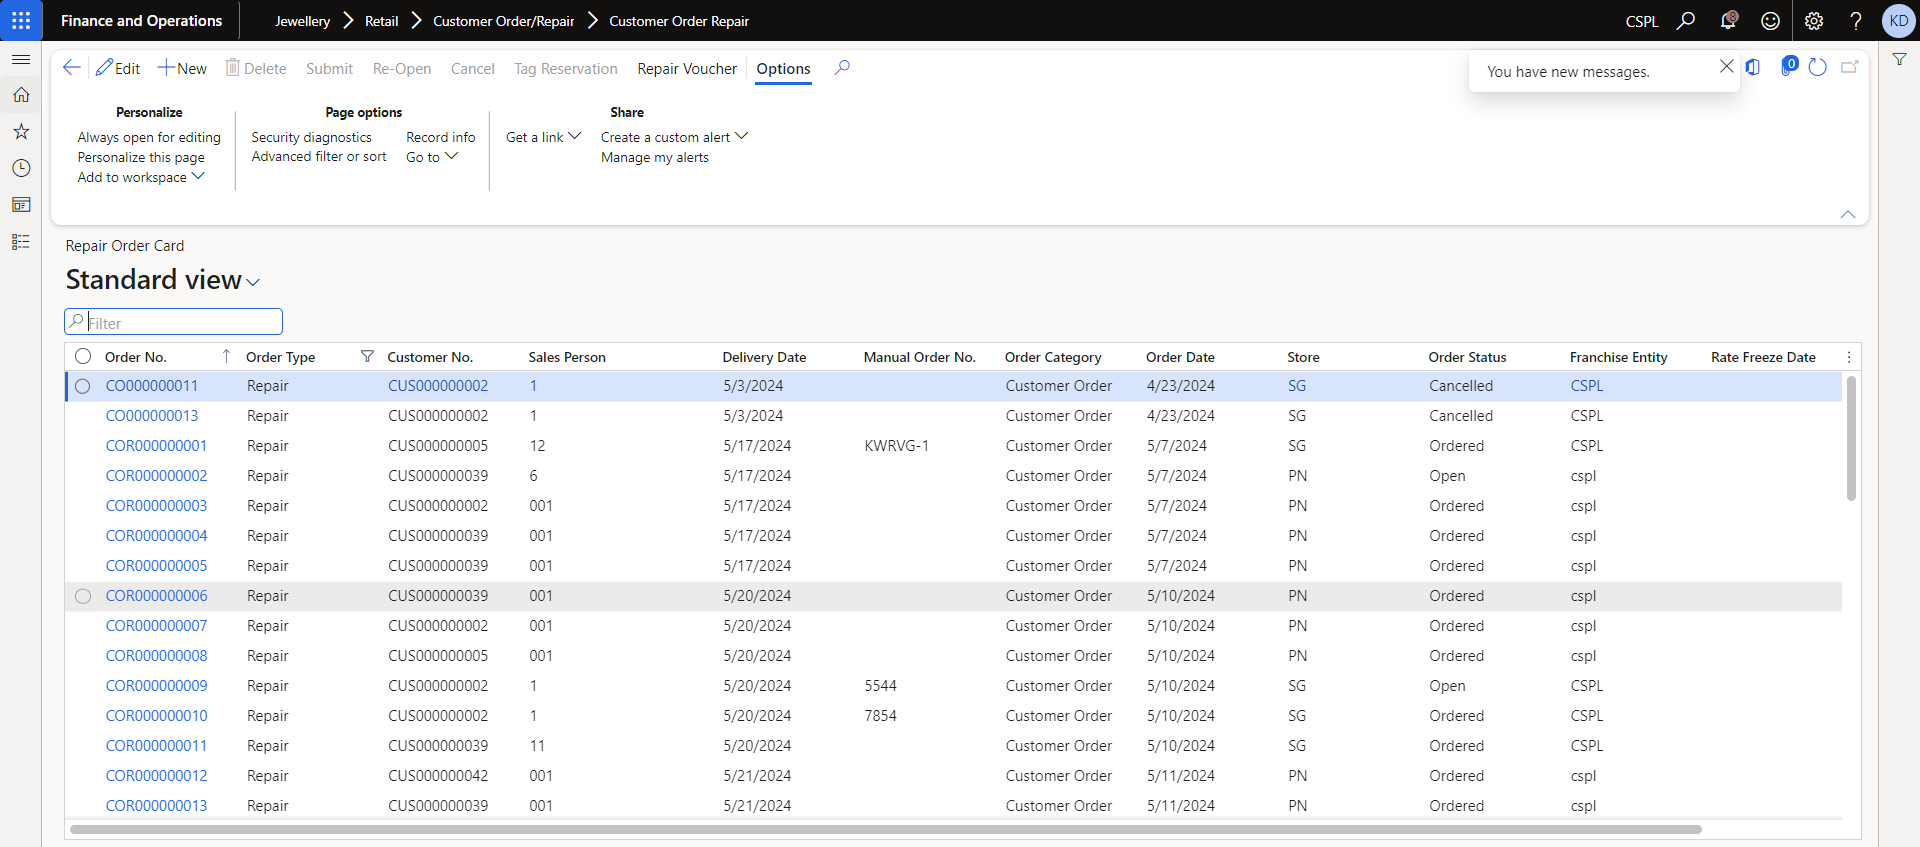 Finance and Operations Jewellery Retail Customer Order/Repair Customer Order Repair CSPL 8 KD
Edit New Delete Submit Re-Open Cancel Tag Reservation Repair Voucher Options You have new messages. 0
Personalize Page options Share
Always open for editing Security diagnostics Record info Get a link Create a custom alert
Personalize this page Advanced filter or sort Go to Manage my alerts
Add to workspace
Repair Order Card
Standard view
Filter
Order No. Order Type Customer No. Sales Person Delivery Date Manual Order No. Order Category Order Date Store Order Status Franchise Entity Rate Freeze Date
CO000000011 Repair CUS000000002 1 5/3/2024 Customer Order 4/23/2024 SG Cancelled CSPL
CO000000013 Repair CUS000000002 1 5/3/2024 Customer Order 4/23/2024 SG Cancelled CSPL
COR000000001 Repair CUS000000005 12 5/17/2024 KWRVG-1 Customer Order 5/7/2024 SG Ordered CSPL
COR000000002 Repair CUS000000039 6 5/17/2024 Customer Order 5/7/2024 PN Open cspl
COR000000003 Repair CUS000000002 001 5/17/2024 Customer Order 5/7/2024 PN Ordered cspl
COR000000004 Repair CUS000000039 001 5/17/2024 Customer Order 5/7/2024 PN Ordered cspl
COR000000005 Repair CUS000000039 001 5/17/2024 Customer Order 5/7/2024 PN Ordered cspl
COR000000006 Repair CUS000000039 001 5/20/2024 Customer Order 5/10/2024 PN Ordered cspl
COR000000007 Repair CUS000000002 001 5/20/2024 Customer Order 5/10/2024 PN Ordered cspl
COR000000008 Repair CUS000000005 001 5/20/2024 Customer Order 5/10/2024 PN Ordered cspl
COR000000009 Repair CUS000000002 1 5/20/2024 5544 Customer Order 5/10/2024 SG Open CSPL
COR000000010 Repair CUS000000002 1 5/20/2024 7854 Customer Order 5/10/2024 SG Ordered CSPL
COR000000011 Repair CUS000000039 11 5/20/2024 Customer Order 5/10/2024 SG Ordered CSPL
COR000000012 Repair CUS000000042 001 5/21/2024 Customer Order 5/11/2024 PN Ordered cspl
COR000000013 Repair CUS000000039 001 5/21/2024 Customer Order 5/11/2024 PN Ordered cspl